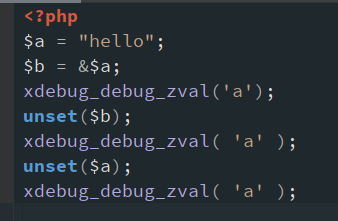 <?php
$a = "hello";
$b = &$a;
xdebug_debug_zval('a');
unset($b);
xdebug_debug_zval( 'a' );
unset($a);
xdebug_debug_zval( 'a' );